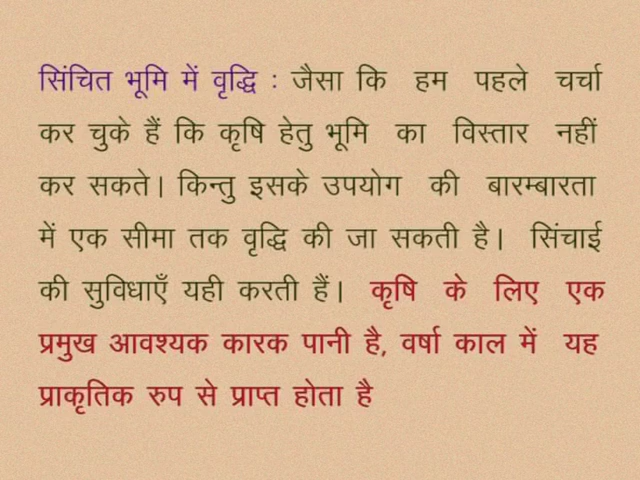 सिंचित भूमि में वृद्धि : जैसा कि हम पहले चर्चा
कर चुके हैं कि कृषि हेतु भूमि का विस्तार नहीं
कर सकते। किन्तु इसके उपयोग की बारम्बारता
में एक सीमा तक वृद्धि की जा सकती है। सिंचाई
की सुविधाएँ यही करती हैं। कृषि के लिए एक
प्रमुख आवश्यक कारक पानी है, वर्षा काल में यह
प्राकृतिक रुप से प्राप्त होता है